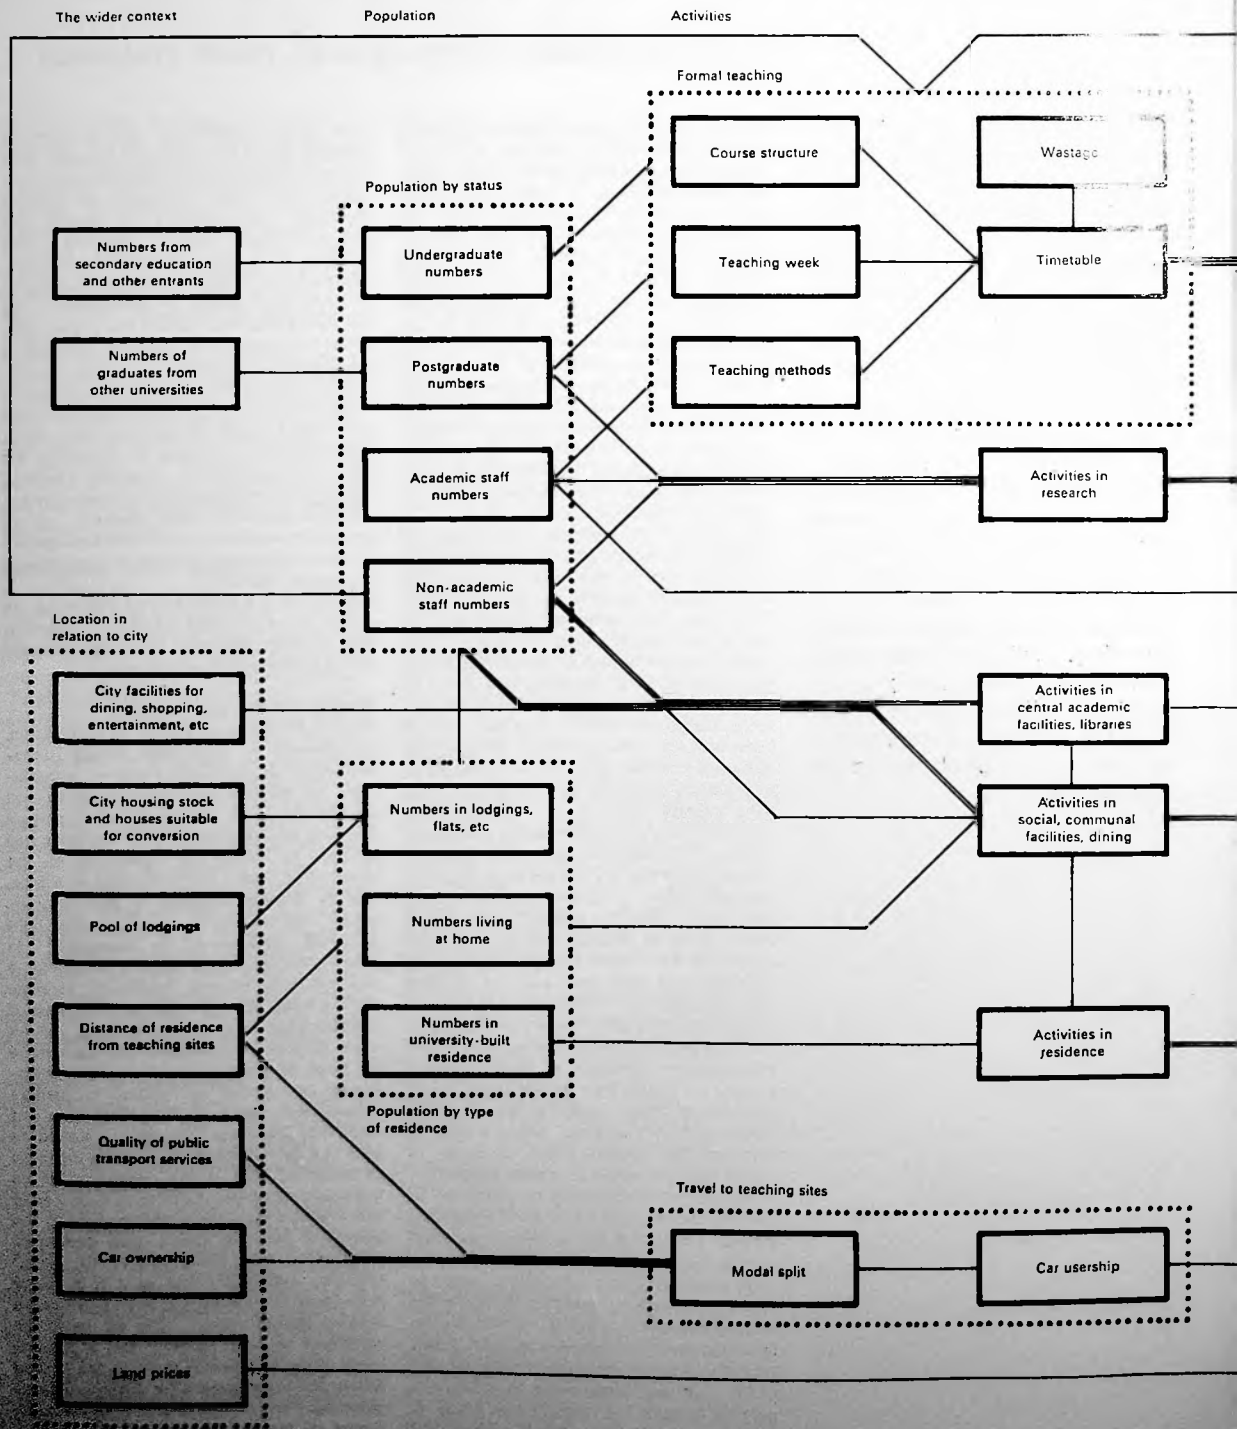 The wider context
Population
Activities
Formal teaching
Course structure
Wastage
Population by status
Numbers from
secondary education
and other entrants
Undergraduate
numbers
Teaching week
Timetable
Numbers of
graduates from
other universities
Postgraduate
numbers
Teaching methods
Academic staff
numbers
Activities in
research
Non-academic
staff numbers
Location in
relation to city
City facilities for
dining, shopping,
entertainment, etc
Activities in
central academic
facilities, libraries
City housing stock
and houses suitable
for conversion
Numbers in lodgings,
flats, etc
Activities in
social, communal
facilities, dining
Pool of lodgings
Numbers living
at home
Distance of residence
from teaching sites
Numbers in
university-built
residence
Activities in
residence
Population by type
of residence
Quality of public
transport services
Travel to teaching sites
Car ownership
Modal split
Car usership
Land prices